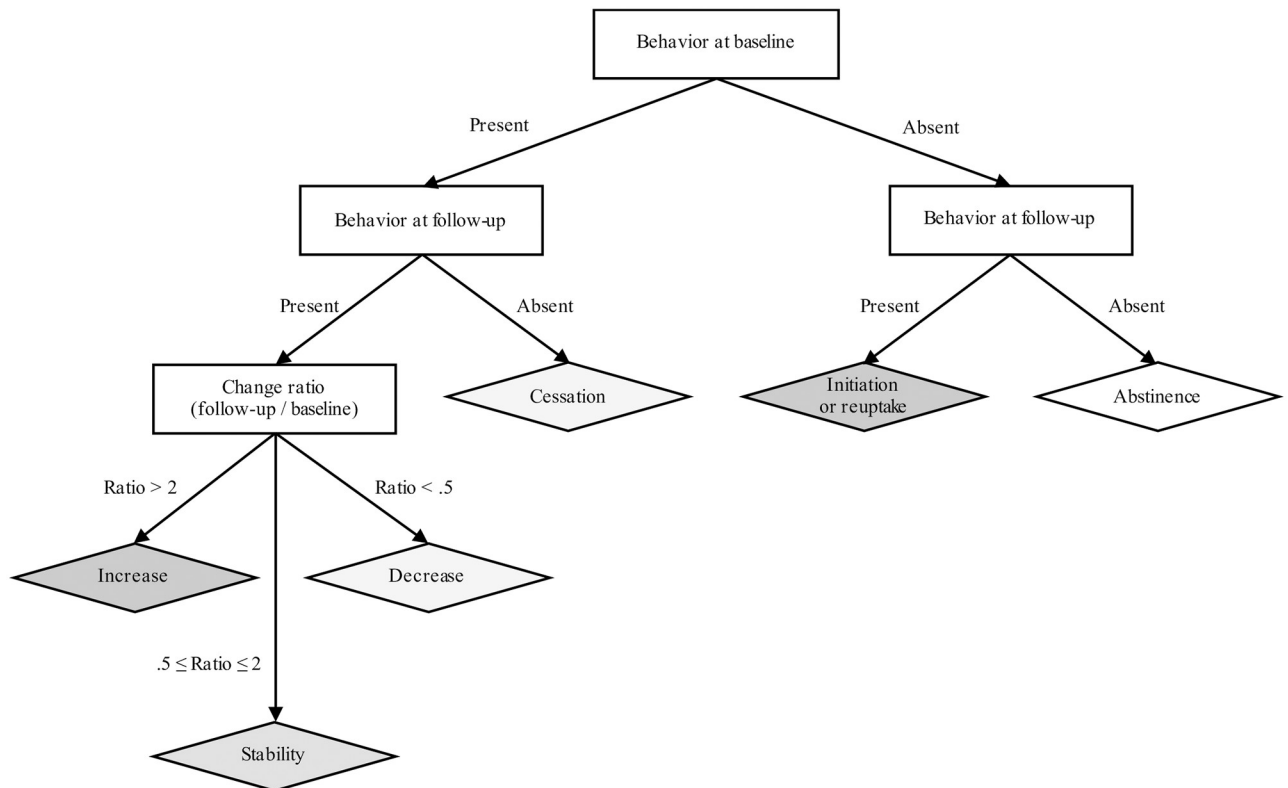 Behavior at baseline
Present
Absent
Behavior at follow-up
Behavior at follow-up
Present
Absent
Present
Absent
Change ratio
(follow-up / baseline)
Cessation
Initiation
or reuptake
Abstinence
Ratio > 2
Ratio < .5
Increase
Decrease
.5 ≤ Ratio ≤ 2
Stability